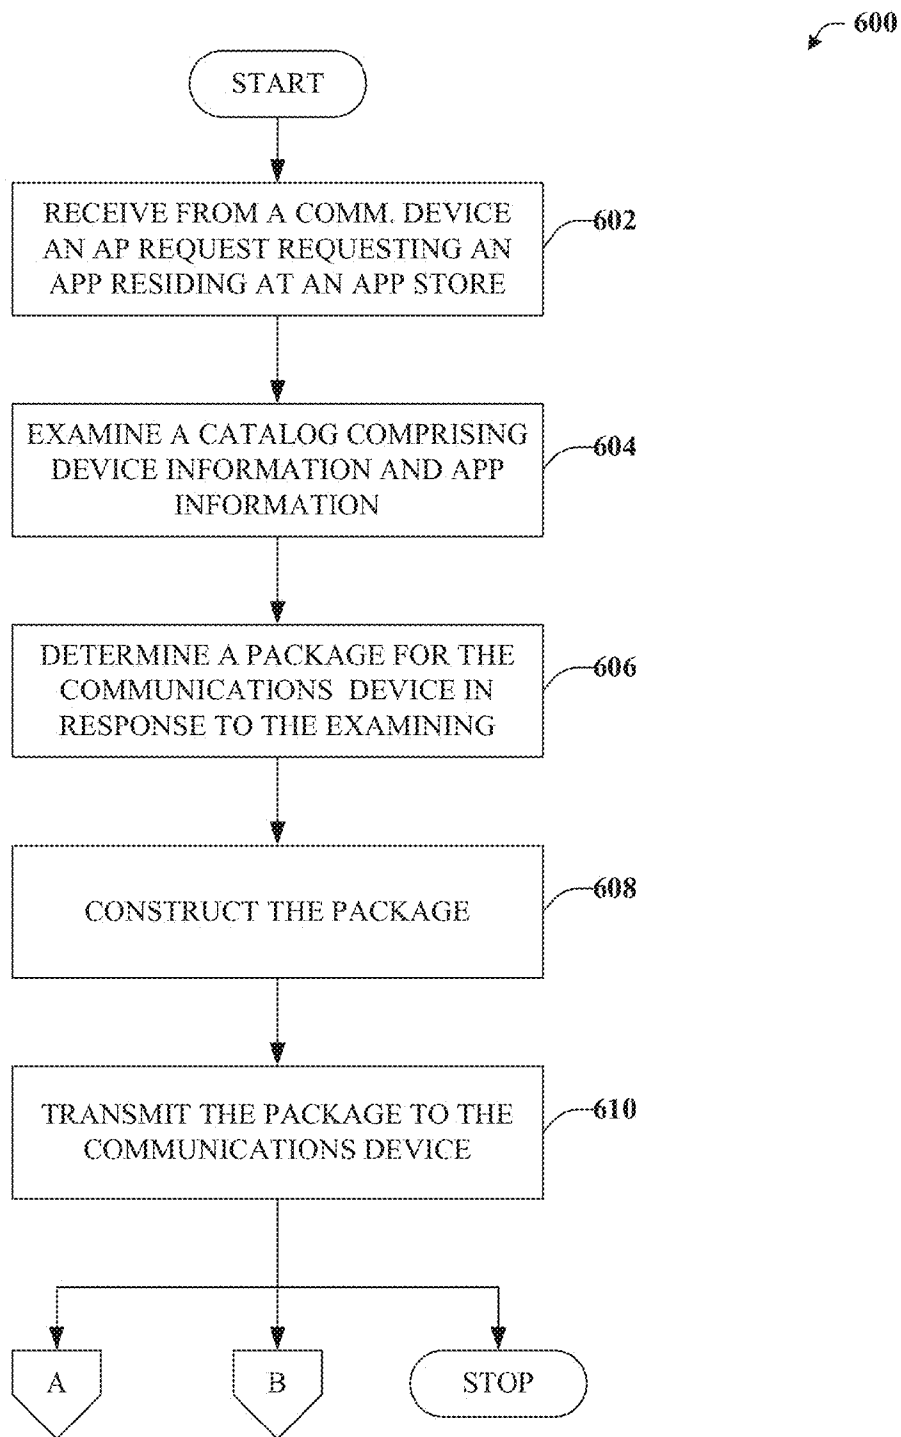 600
START
RECEIVE FROM A COMM. DEVICE
AN AP REQUEST REQUESTING AN
APP RESIDING AT AN APP STORE
602
EXAMINE A CATALOG COMPRISING
DEVICE INFORMATION AND APP
INFORMATION
604
DETERMINE A PACKAGE FOR THE
COMMUNICATIONS DEVICE IN
RESPONSE TO THE EXAMINING
606
CONSTRUCT THE PACKAGE
608
TRANSMIT THE PACKAGE TO THE
COMMUNICATIONS DEVICE
610
A
B
STOP